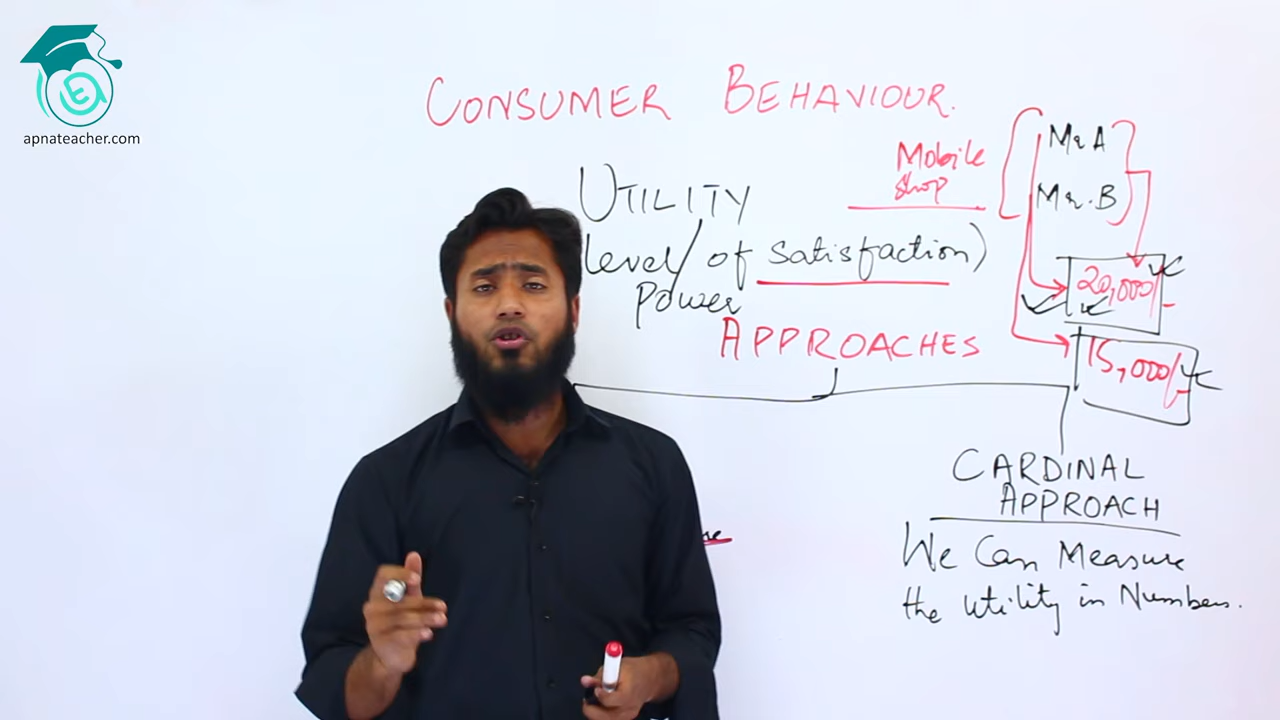 apnateacher.com
CONSUMER BEHAVIOUR.
Mobile
shop
Mr A
Mr. B
UTILITY
level/ of satisfaction)
Power
20,000/-
15,000/-
APPROACHES
CARDINAL
APPROACH
We Can Measure
the Utility in Numbers.